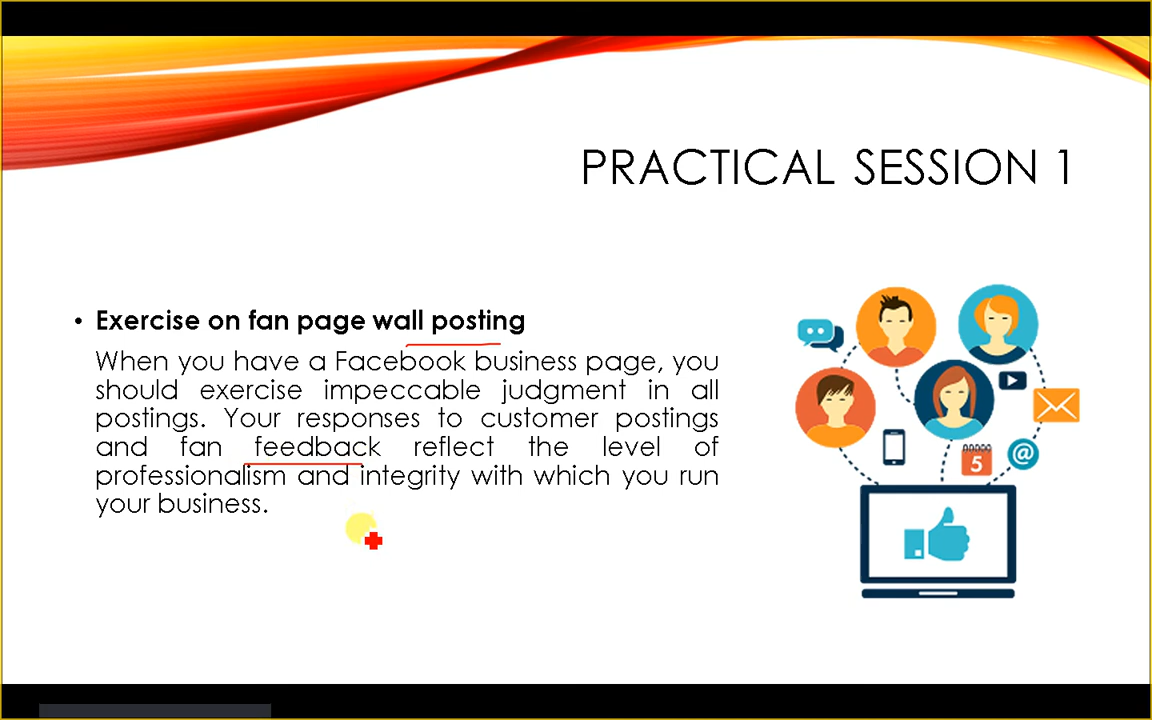 PRACTICAL SESSION 1
• Exercise on fan page wall posting
When you have a Facebook business page, you
should exercise impeccable judgment in all
postings. Your responses to customer postings
and fan feedback reflect the level of
professionalism and integrity with which you run
your business.
@
5